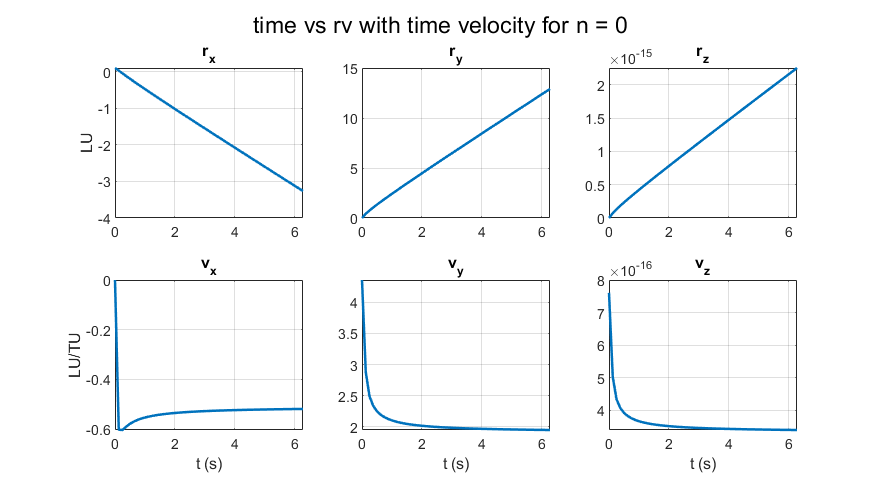 time vs rv with time velocity for n = 0
r_x
LU
0
-1
-2
-3
-4
0 2 4 6
r_y
15
10
5
0
0 2 4 6
r_z
×10^-15
2
1.5
1
0.5
0
0 2 4 6
v_x
LU/TU
0
-0.2
-0.4
-0.6
0 2 4 6
t (s)
v_y
4
3.5
3
2.5
2
0 2 4 6
t (s)
v_z
×10^-16
8
7
6
5
4
0 2 4 6
t (s)